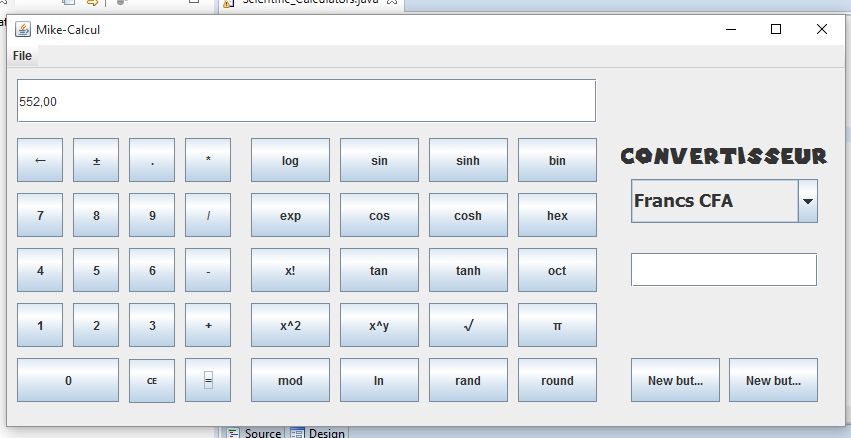 Scientific_Calculators.java
Mike-Calcul
File
552,00
← ± . * log sin sinh bin
CONVERTISSEUR
7 8 9 / exp cos cosh hex
Francs CFA
4 5 6 - x! tan tanh oct
1 2 3 + x^2 x^y √ π
0 CE = mod ln rand round New but... New but...
Source Design